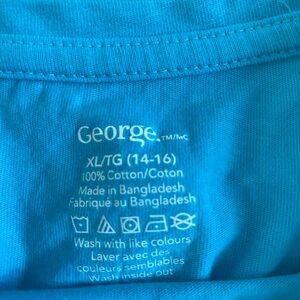 George.TM/MC
XL/TG (14-16)
100% Cotton/Coton
Made in Bangladesh
Fabriqué au Bangladesh
Wash with like colours
Laver avec des
couleurs semblables
Wash inside out